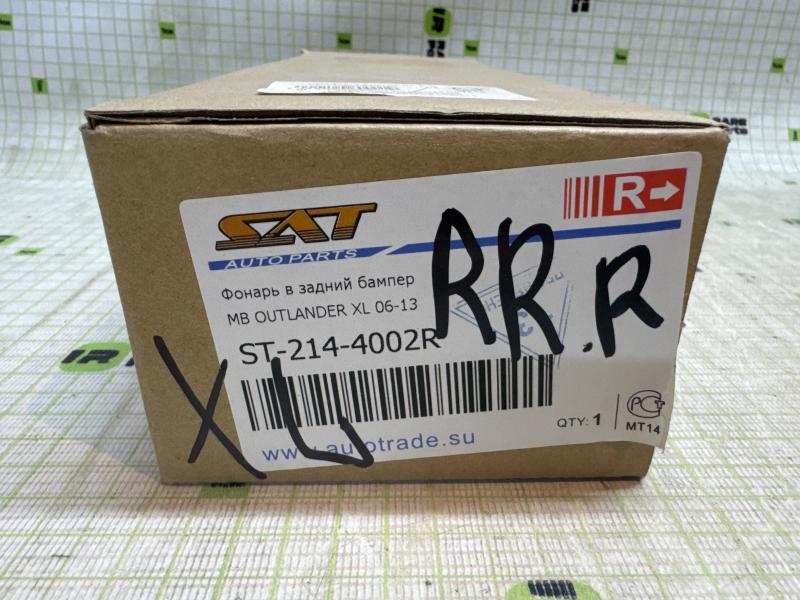 SAT
AUTO PARTS
R
Фонарь в задний бампер
MB OUTLANDER XL 06-13
ST-214-4002R
RR.R
XL
QTY: 1
РСТ
MT14
www.autotrade.su